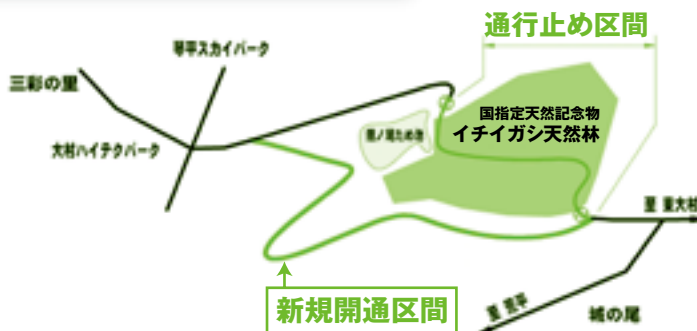 通行止め区間
琴平スカイパーク
三彩の里
国指定天然記念物
イチイガシ天然林
大村ハイテクパーク
至 東大村
新規開通区間
城の尾